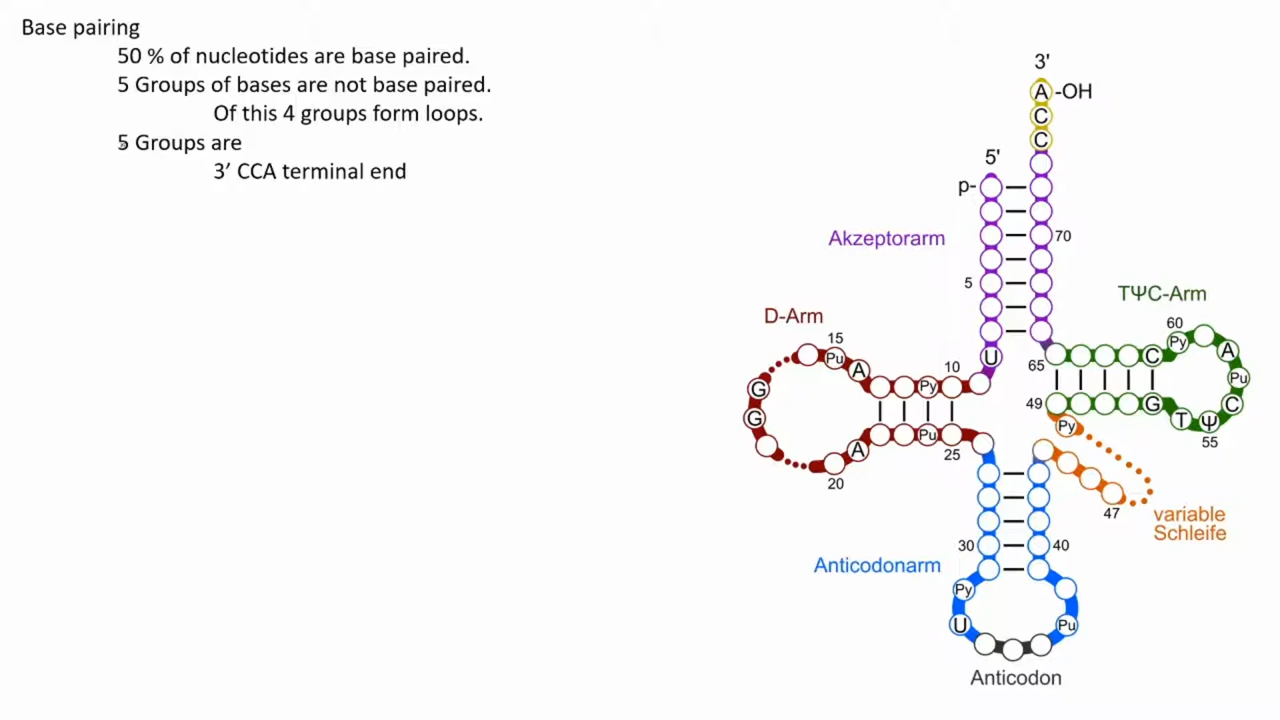 Base pairing
50 % of nucleotides are base paired.
5 Groups of bases are not base paired.
Of this 4 groups form loops.
5 Groups are
3’ CCA terminal end
3'
A -OH
C
C
5'
p-
Akzeptorarm
70
5
TΨC-Arm
D-Arm
60
15
Py
Pu
A
U
C
A
10
65
Pu
G
Py
49
G
C
G
T
Ψ
Py
55
Pu
A
25
20
47
variable
Schleife
30
40
Anticodonarm
Py
U
Pu
Anticodon